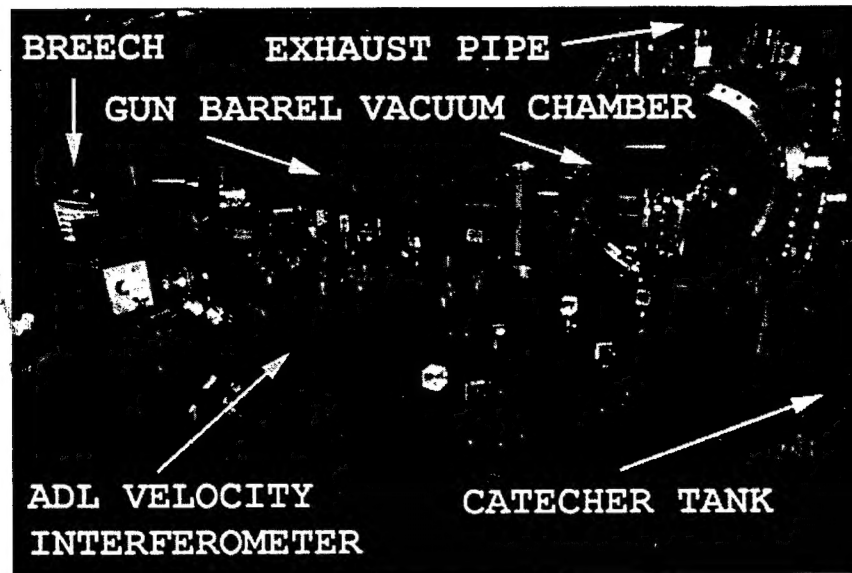 BREECH
EXHAUST PIPE
GUN BARREL VACUUM CHAMBER
ADL VELOCITY
INTERFEROMETER
CATECHER TANK